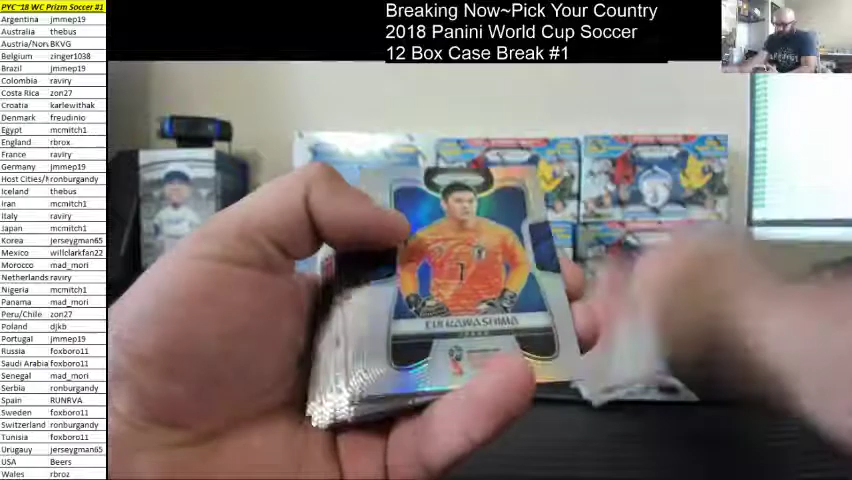 PYC~18 WC Prizm Soccer #1
Argentina jmmep19
Australia thebus
Austria/Nor BKVG
Belgium zinger1038
Brazil jmmep19
Colombia raviry
Costa Rica zon27
Croatia karlewithak
Denmark freudinio
Egypt mcmitch1
England rbrox
France raviry
Germany jmmep19
Host Cities/N ronburgandy
Iceland thebus
Iran mcmitch1
Italy raviry
Japan mcmitch1
Korea jerseygman65
Mexico willclarkfan22
Morocco mad_mori
Netherlands raviry
Nigeria mcmitch1
Panama mad_mori
Peru/Chile zon27
Poland djkb
Portugal jmmep19
Russia foxboro11
Saudi Arabia foxboro11
Senegal mad_mori
Serbia ronburgandy
Spain RUNRVA
Sweden foxboro11
Switzerland ronburgandy
Tunisia foxboro11
Urugauy jerseygman65
USA Beers
Wales rbroz
Breaking Now~Pick Your Country
2018 Panini World Cup Soccer
12 Box Case Break #1
EIJI KAWASHIMA
JAPAN